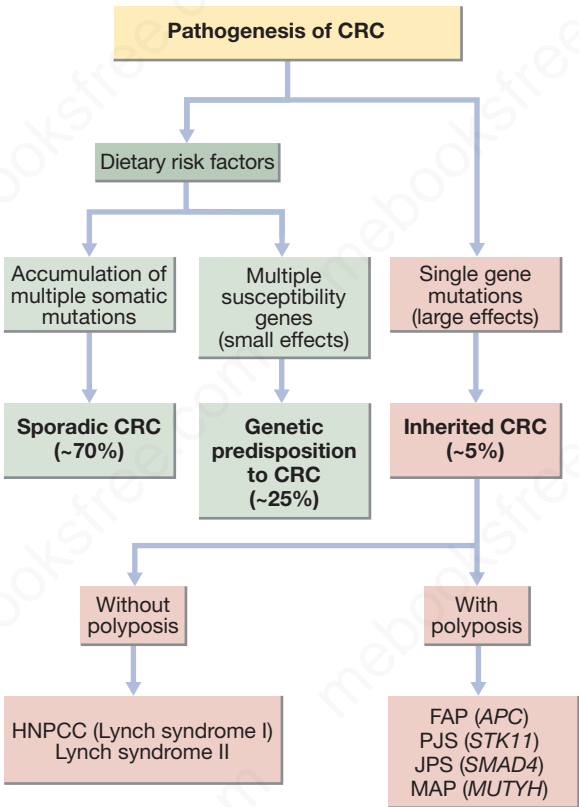 Pathogenesis of CRC
Dietary risk factors
Accumulation of
multiple somatic
mutations
Multiple
susceptibility
genes
(small effects)
Single gene
mutations
(large effects)
Sporadic CRC
(~70%)
Genetic
predisposition
to CRC
(~25%)
Inherited CRC
(~5%)
Without
polyposis
With
polyposis
HNPCC (Lynch syndrome I)
Lynch syndrome II
FAP (APC)
PJS (STK11)
JPS (SMAD4)
MAP (MUTYH)
mebooksfree.com